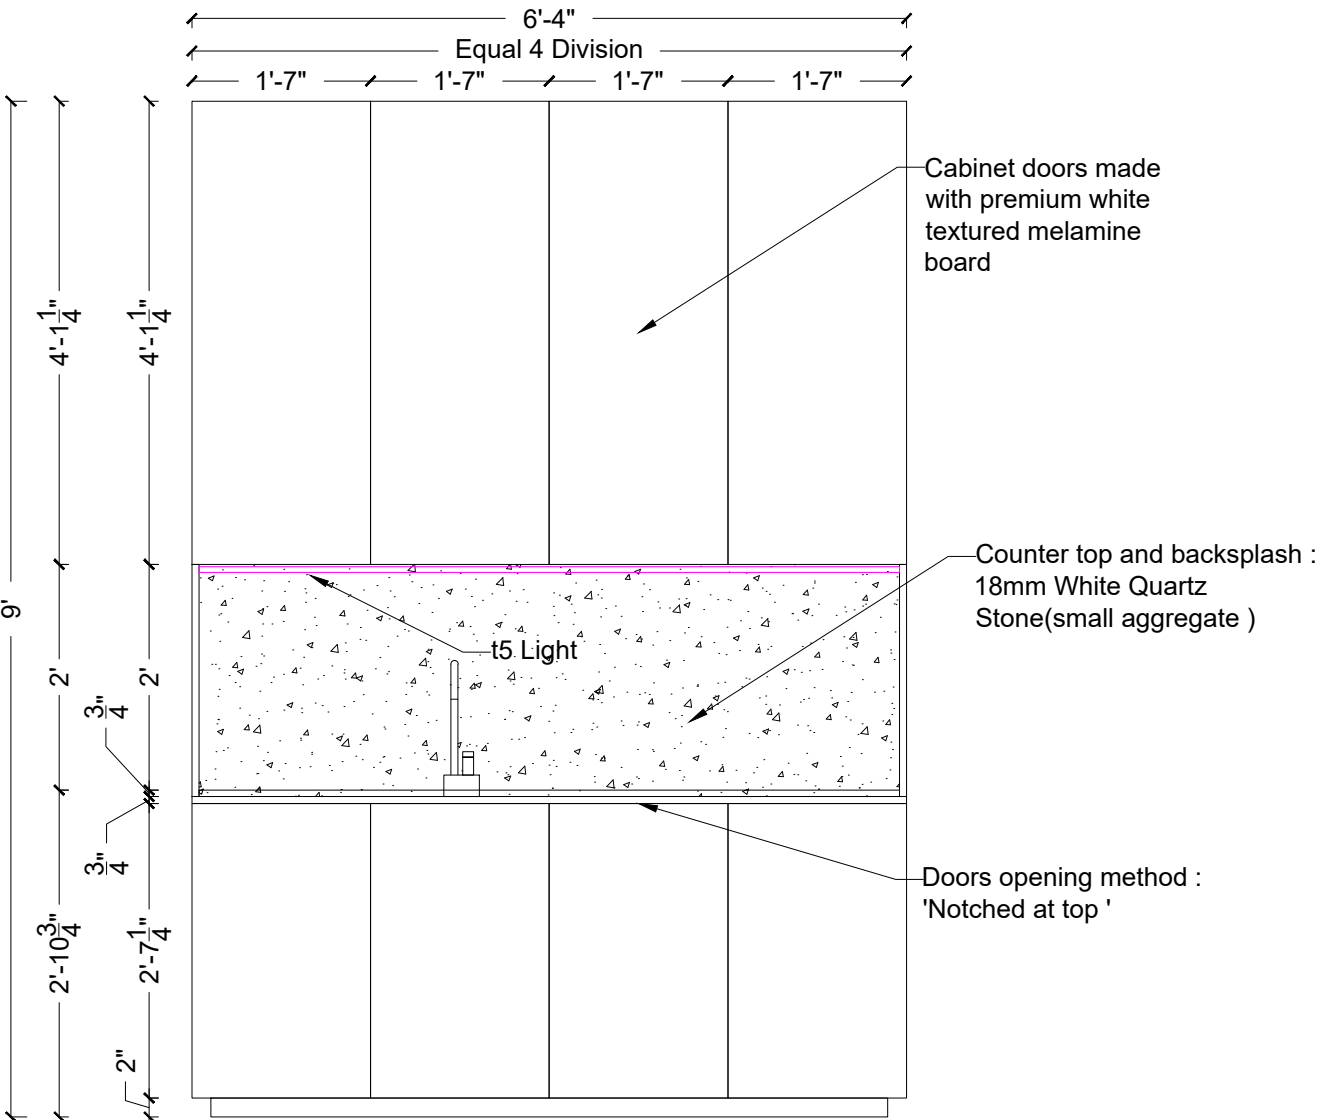 6'-4"
Equal 4 Division
1'-7" 1'-7" 1'-7" 1'-7"
Cabinet doors made
with premium white
textured melamine
board
4'-1 1/4"
4'-1 1/4"
Counter top and backsplash :
18mm White Quartz
Stone(small aggregate )
9'
t5 Light
2'
2'
3/4"
3/4"
Doors opening method :
'Notched at top '
2'-10 3/4"
2'-7 1/4"
2"